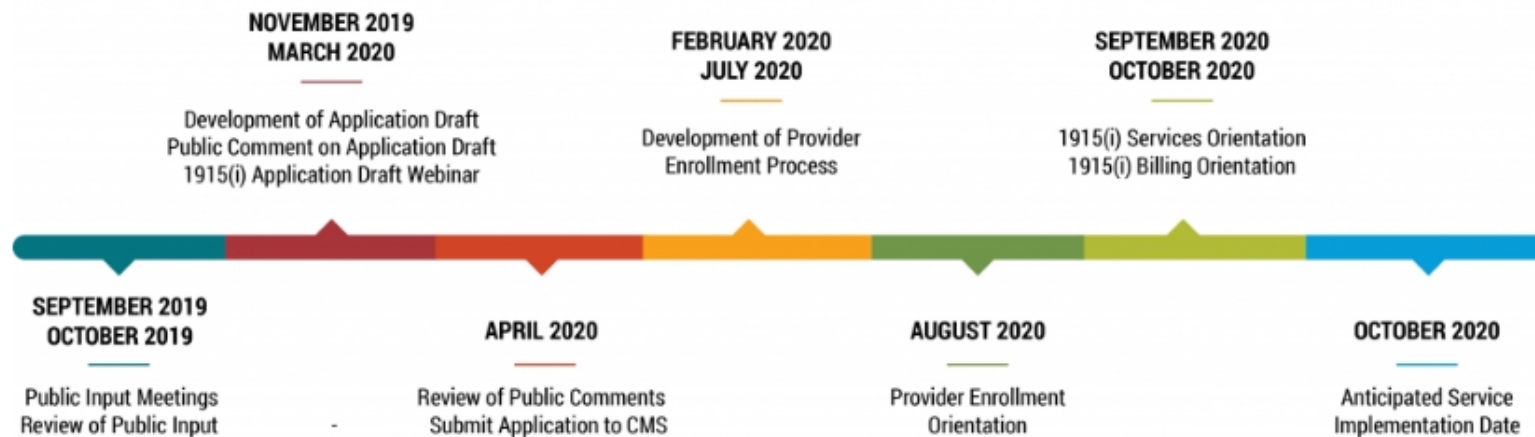 NOVEMBER 2019
MARCH 2020
Development of Application Draft
Public Comment on Application Draft
1915(i) Application Draft Webinar
FEBRUARY 2020
JULY 2020
Development of Provider
Enrollment Process
SEPTEMBER 2020
OCTOBER 2020
1915(i) Services Orientation
1915(i) Billing Orientation
SEPTEMBER 2019
OCTOBER 2019
Public Input Meetings
Review of Public Input
-
APRIL 2020
Review of Public Comments
Submit Application to CMS
AUGUST 2020
Provider Enrollment
Orientation
OCTOBER 2020
Anticipated Service
Implementation Date